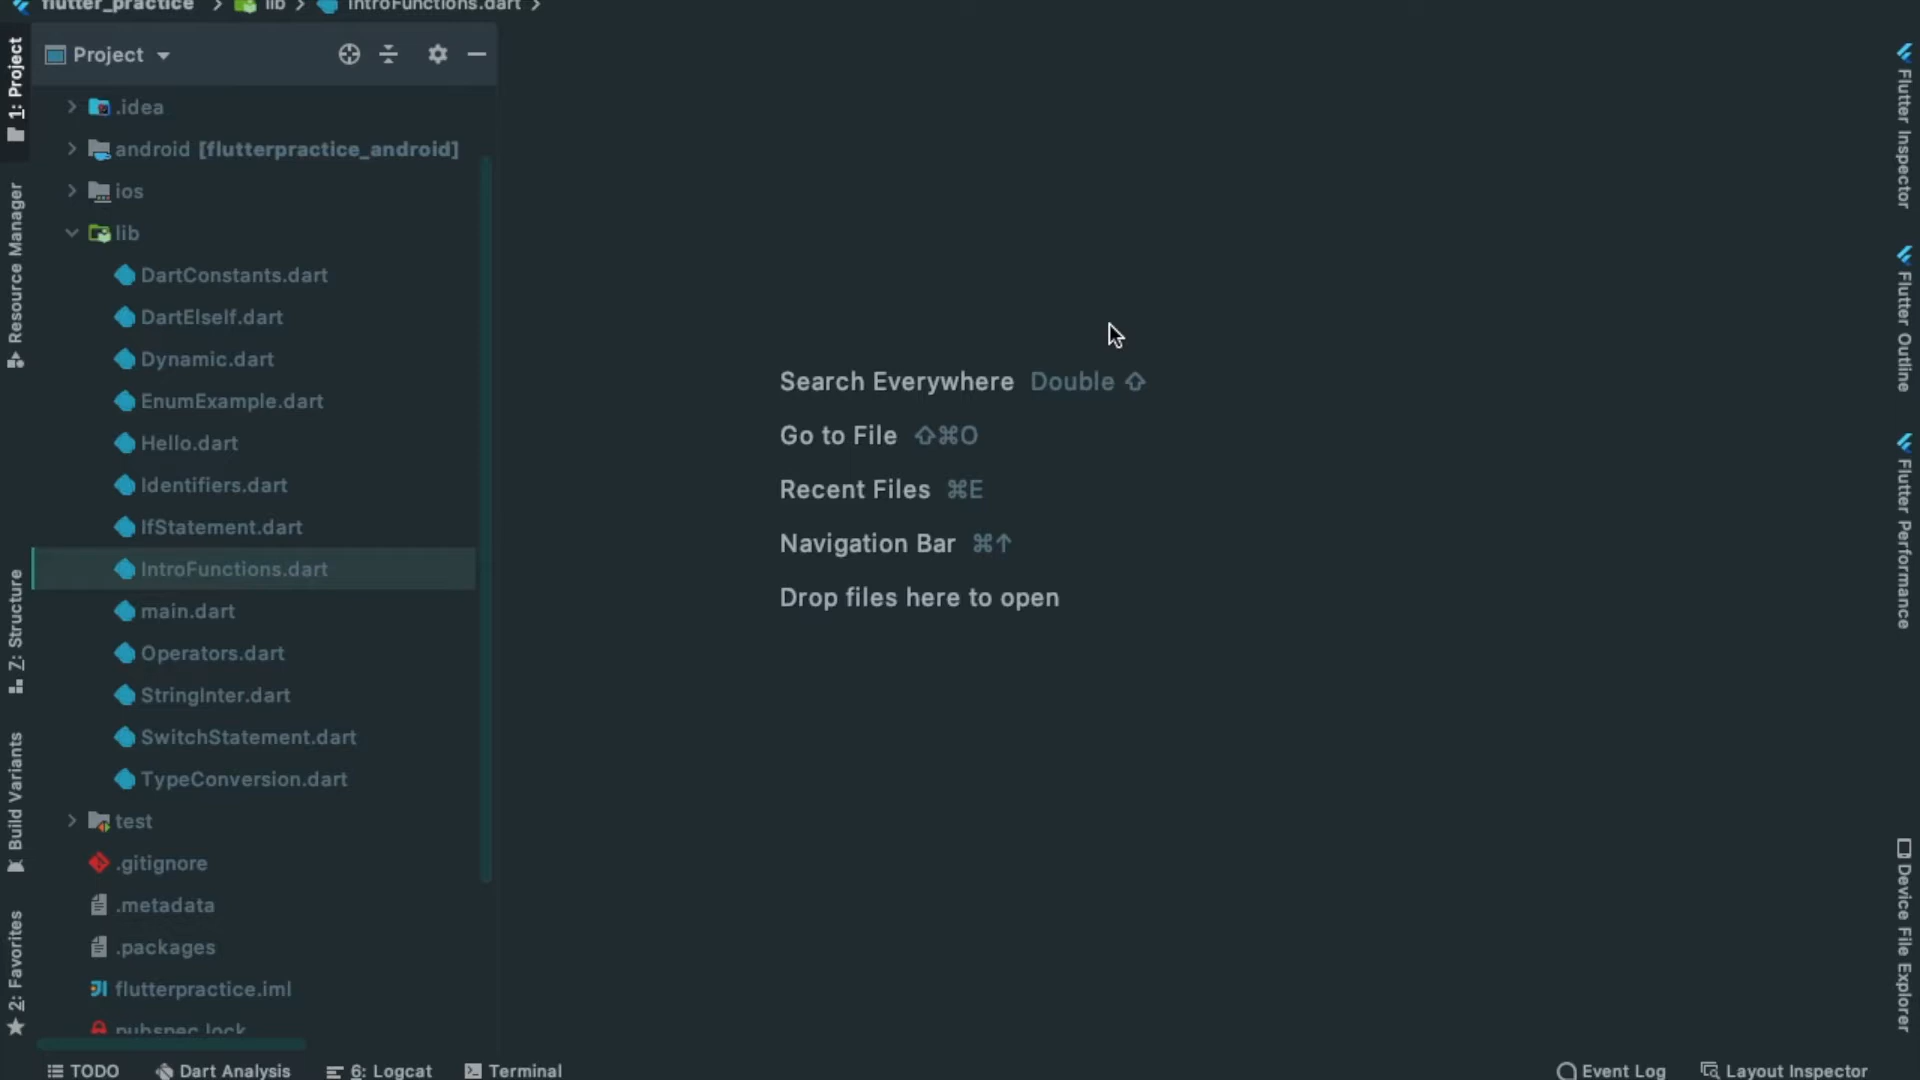 flutter_practice > lib > IntroFunctions.dart >
1: Project
Resource Manager
7: Structure
Build Variants
2: Favorites
Project
.idea
android [flutterpractice_android]
ios
lib
DartConstants.dart
DartElseIf.dart
Dynamic.dart
EnumExample.dart
Hello.dart
Identifiers.dart
IfStatement.dart
IntroFunctions.dart
main.dart
Operators.dart
StringInter.dart
SwitchStatement.dart
TypeConversion.dart
test
.gitignore
.metadata
.packages
flutterpractice.iml
pubspec.lock
Search Everywhere Double ⇧
Go to File ⇧⌘O
Recent Files ⌘E
Navigation Bar ⌘↑
Drop files here to open
Flutter Inspector
Flutter Outline
Flutter Performance
Device File Explorer
TODO Dart Analysis 6: Logcat Terminal Event Log Layout Inspector